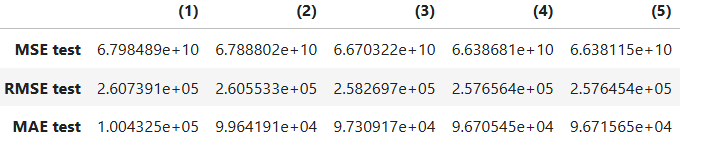 (1) (2) (3) (4) (5)
MSE test 6.798489e+10 6.788802e+10 6.670322e+10 6.638681e+10 6.638115e+10
RMSE test 2.607391e+05 2.605533e+05 2.582697e+05 2.576564e+05 2.576454e+05
MAE test 1.004325e+05 9.964191e+04 9.730917e+04 9.670545e+04 9.671565e+04